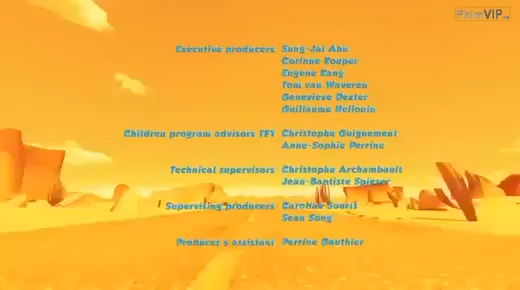 PhimVIP.vn
Executive producers Sung-Jai Ahn
Corinne Kouper
Eugene Kang
Tom van Waveren
Genevieve Dexter
Guillaume Hellouin
Children program advisors TF1 Christophe Guignement
Anne-Sophie Perrine
Technical supervisors Christophe Archambault
Jean-Baptiste Spieser
Supervising producers Caroline Souris
Sean Song
Producer's assistant Perrine Gauthier